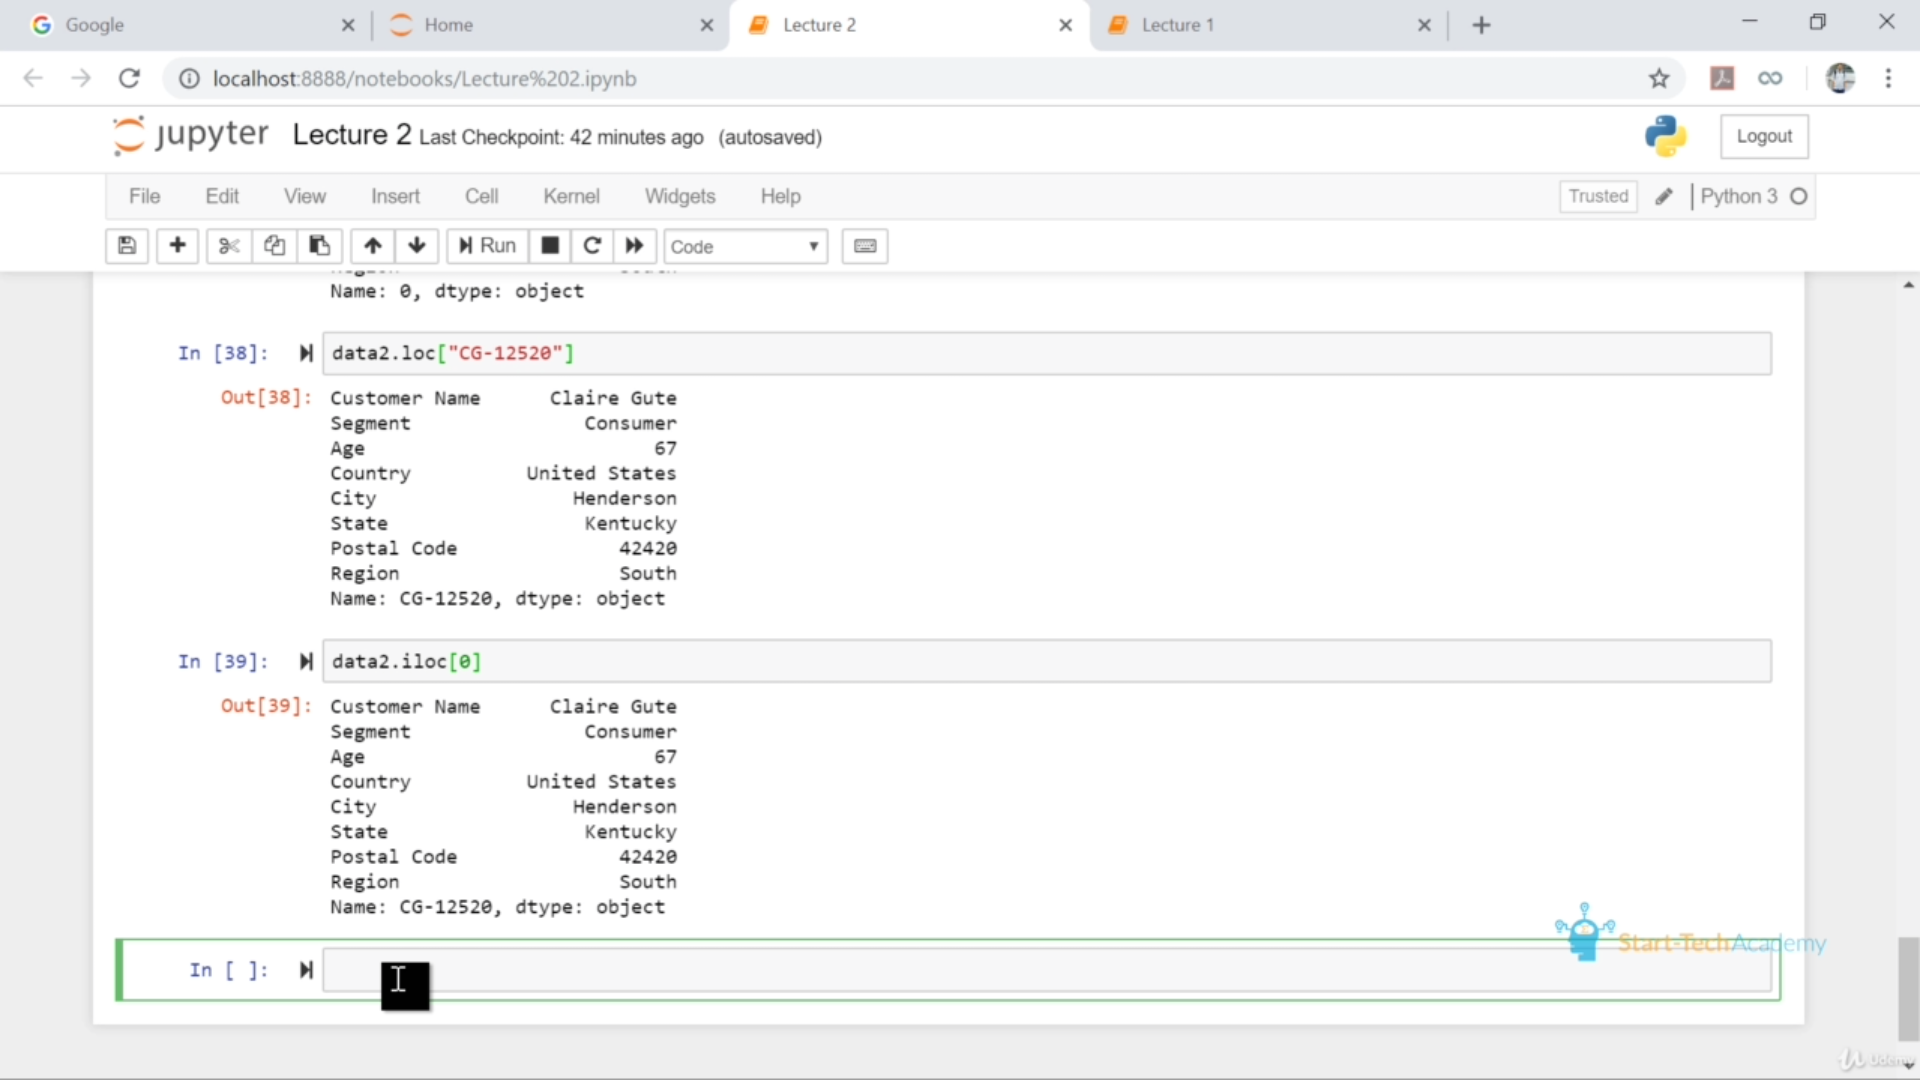 Google
Home
Lecture 2
Lecture 1
localhost:8888/notebooks/Lecture%202.ipynb
jupyter Lecture 2 Last Checkpoint: 42 minutes ago (autosaved)
Logout
File Edit View Insert Cell Kernel Widgets Help
Trusted Python 3
Run Code
Name: 0, dtype: object
In [38]: data2.loc["CG-12520"]
Out[38]: Customer Name Claire Gute
Segment Consumer
Age 67
Country United States
City Henderson
State Kentucky
Postal Code 42420
Region South
Name: CG-12520, dtype: object
In [39]: data2.iloc[0]
Out[39]: Customer Name Claire Gute
Segment Consumer
Age 67
Country United States
City Henderson
State Kentucky
Postal Code 42420
Region South
Name: CG-12520, dtype: object
Start-TechAcademy
In [ ]:
Udemy